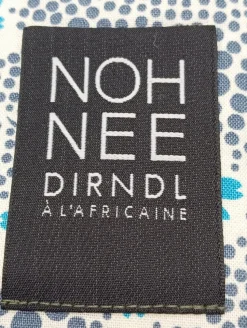 NOH
NEE
DIRNDL
À L'AFRICAINE